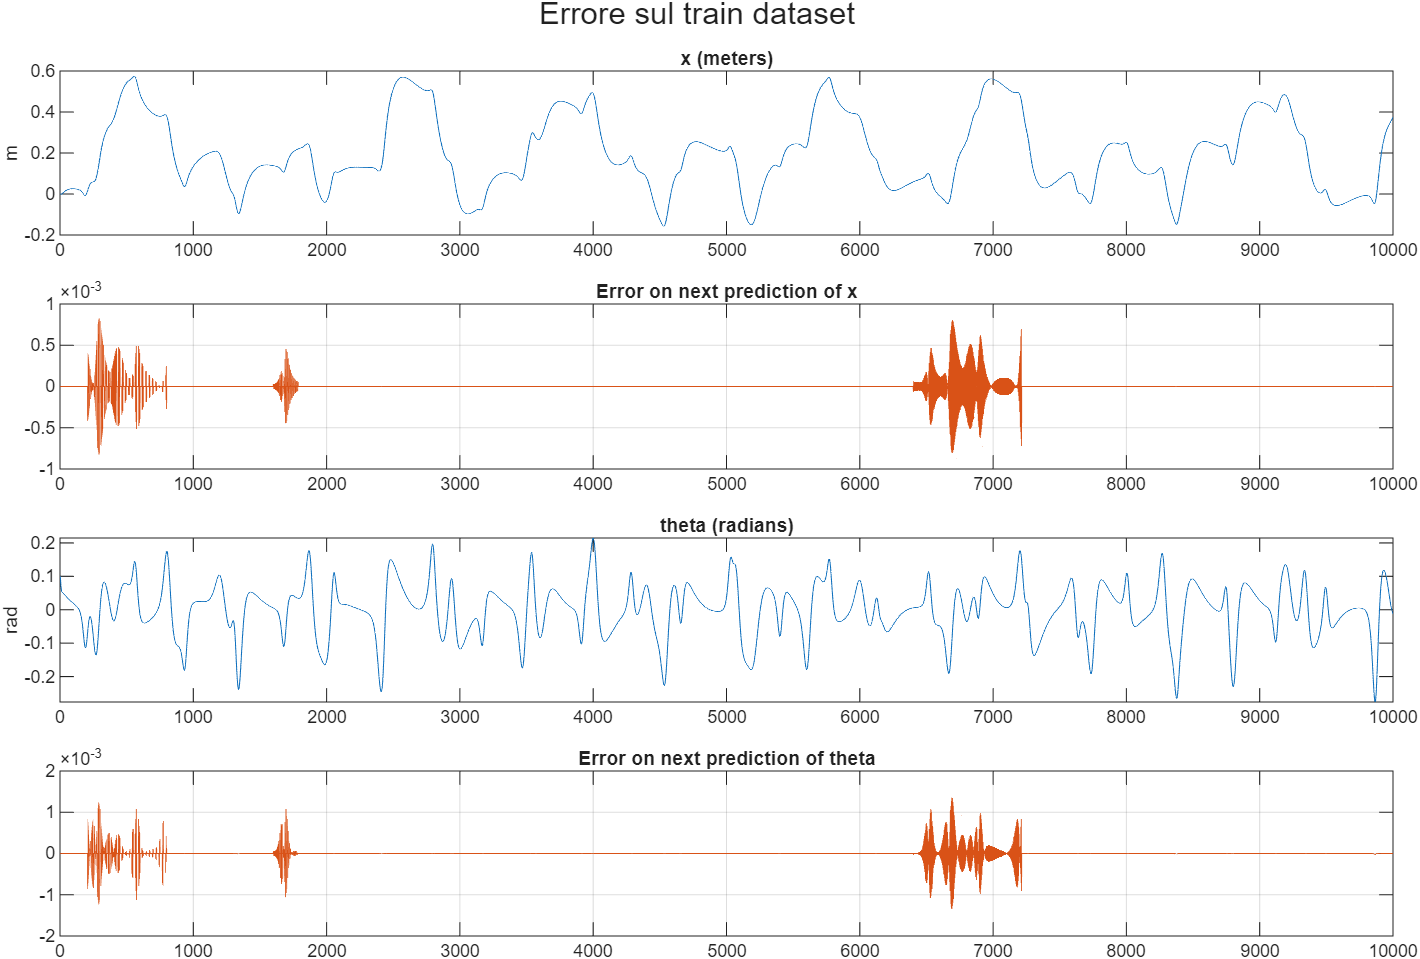 Errore sul train dataset
x (meters)
0.6
0.4
0.2
0
-0.2
m
0 1000 2000 3000 4000 5000 6000 7000 8000 9000 10000
×10-3
Error on next prediction of x
1
0.5
0
-0.5
-1
0 1000 2000 3000 4000 5000 6000 7000 8000 9000 10000
theta (radians)
0.2
0.1
0
-0.1
-0.2
rad
0 1000 2000 3000 4000 5000 6000 7000 8000 9000 10000
×10-3
Error on next prediction of theta
2
1
0
-1
-2
0 1000 2000 3000 4000 5000 6000 7000 8000 9000 10000